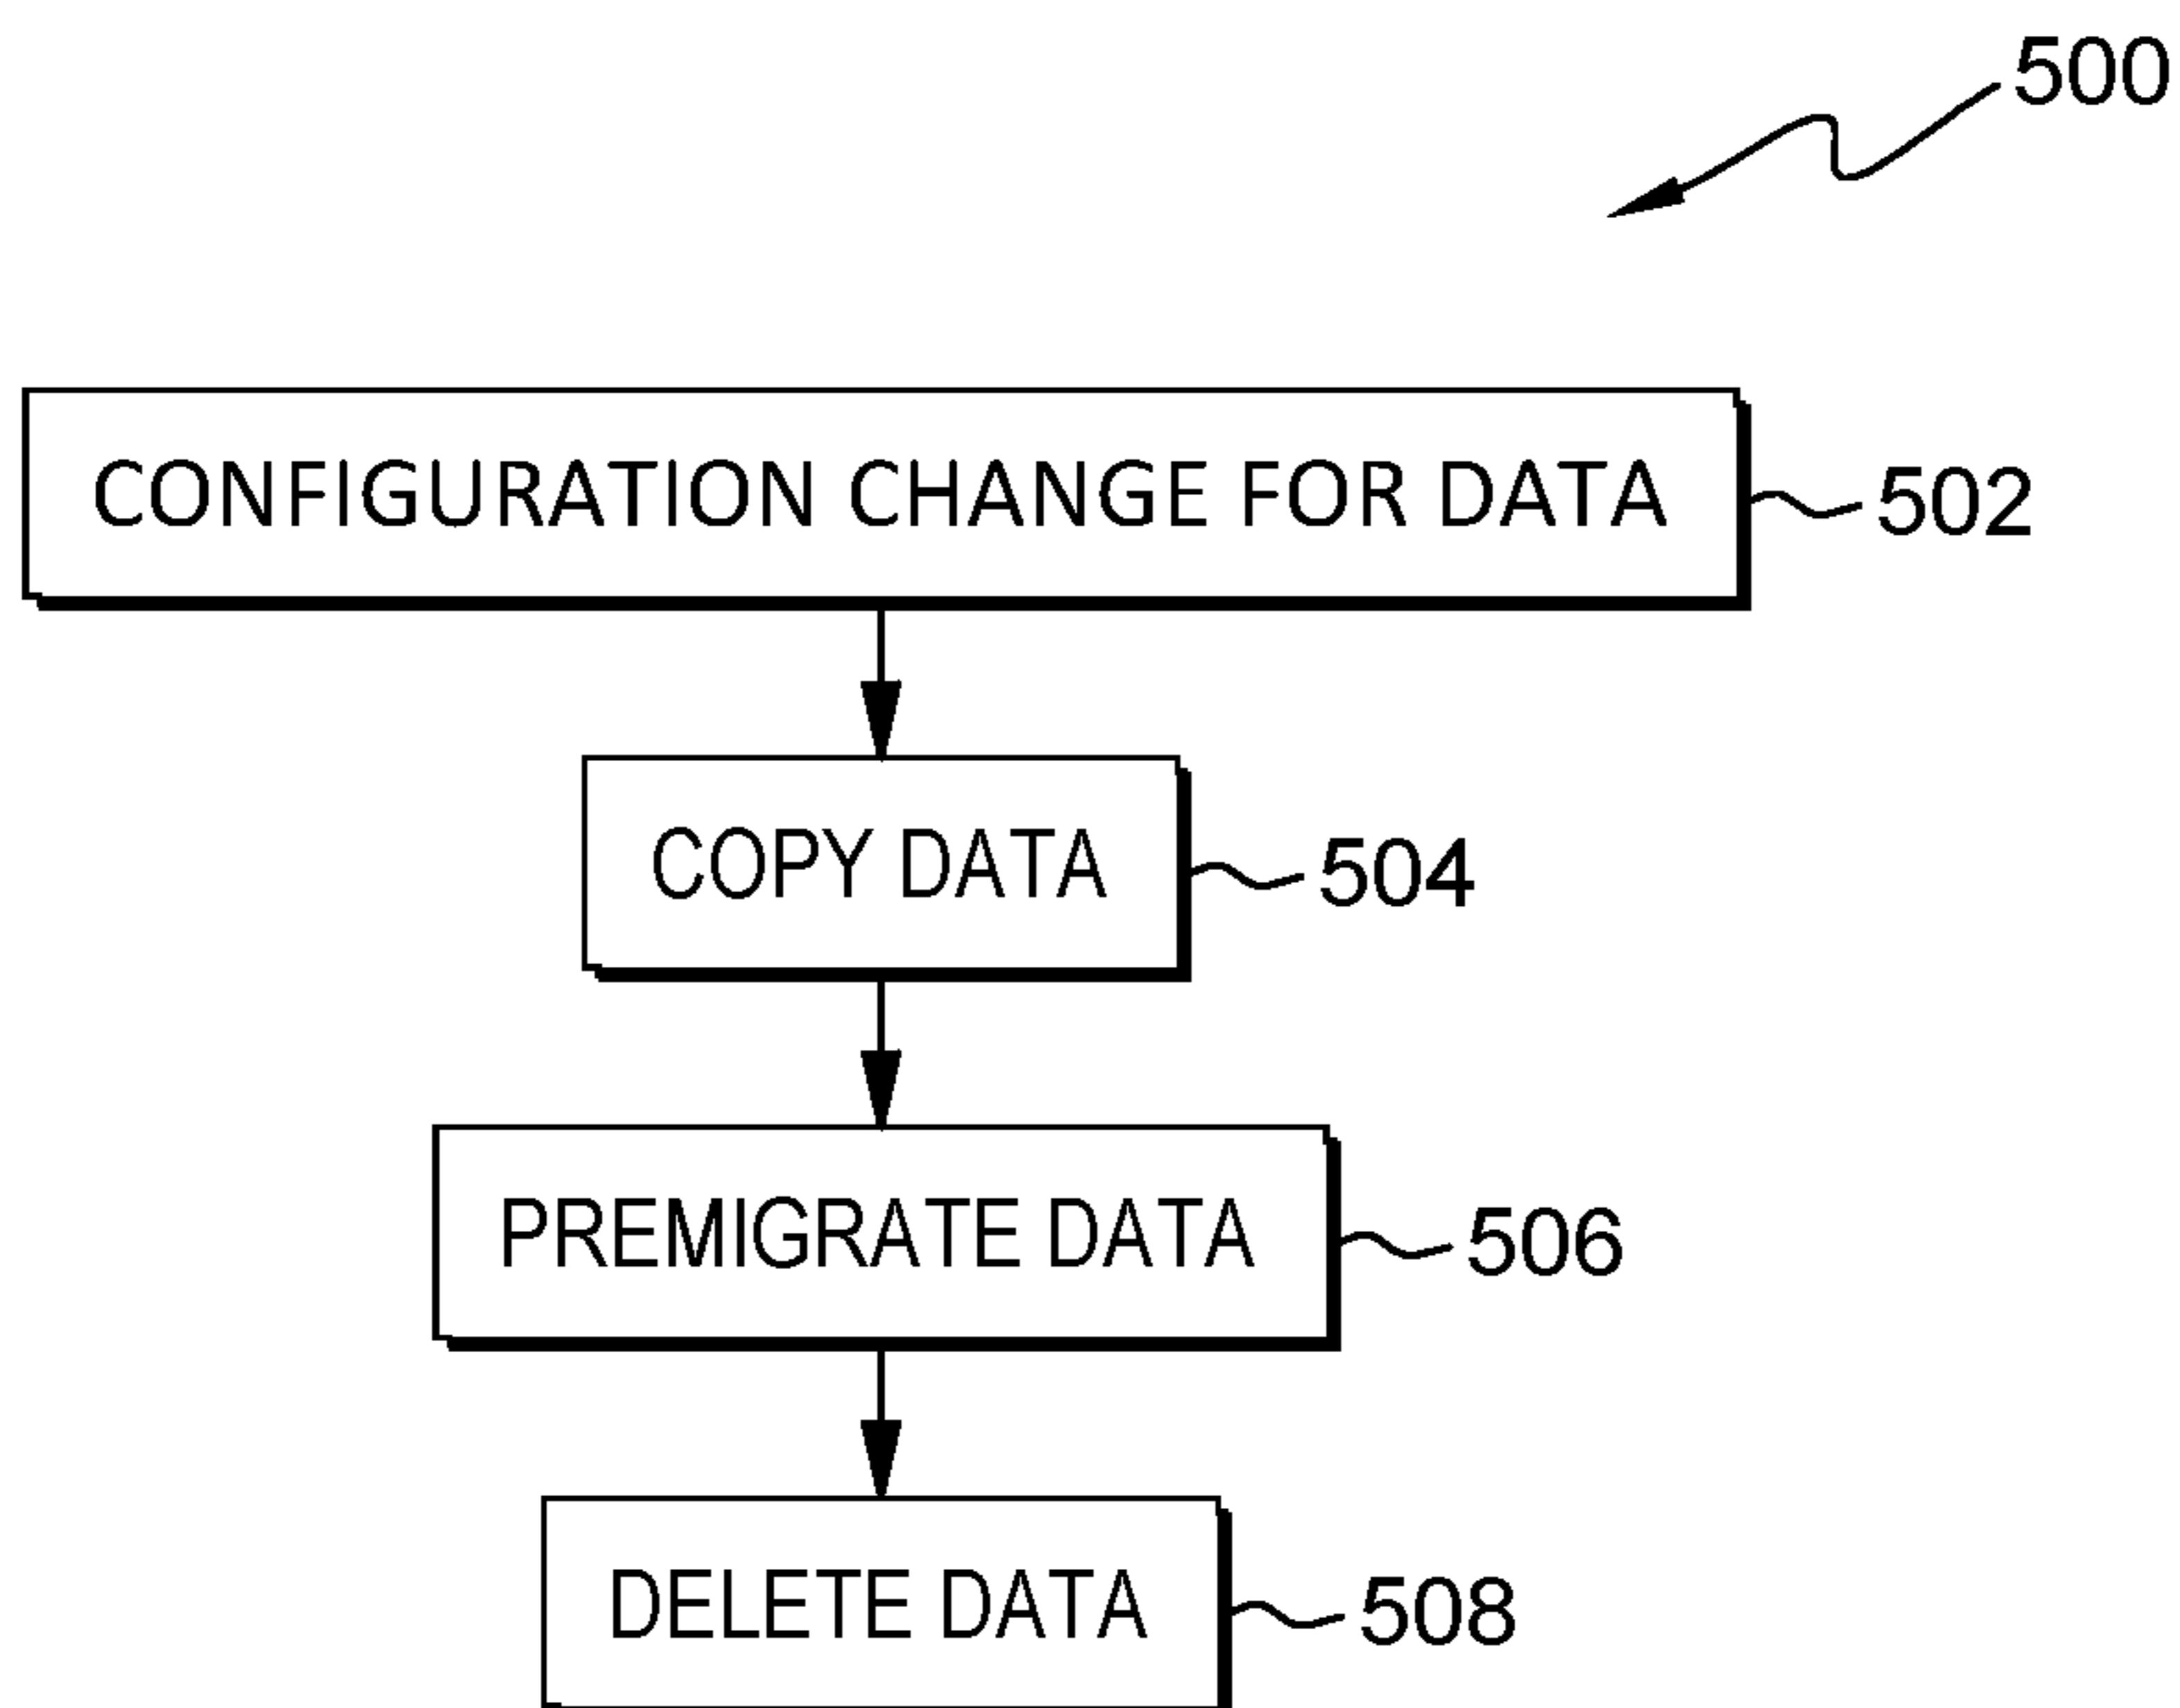 500
CONFIGURATION CHANGE FOR DATA
502
COPY DATA
504
PREMIGRATE DATA
506
DELETE DATA
508